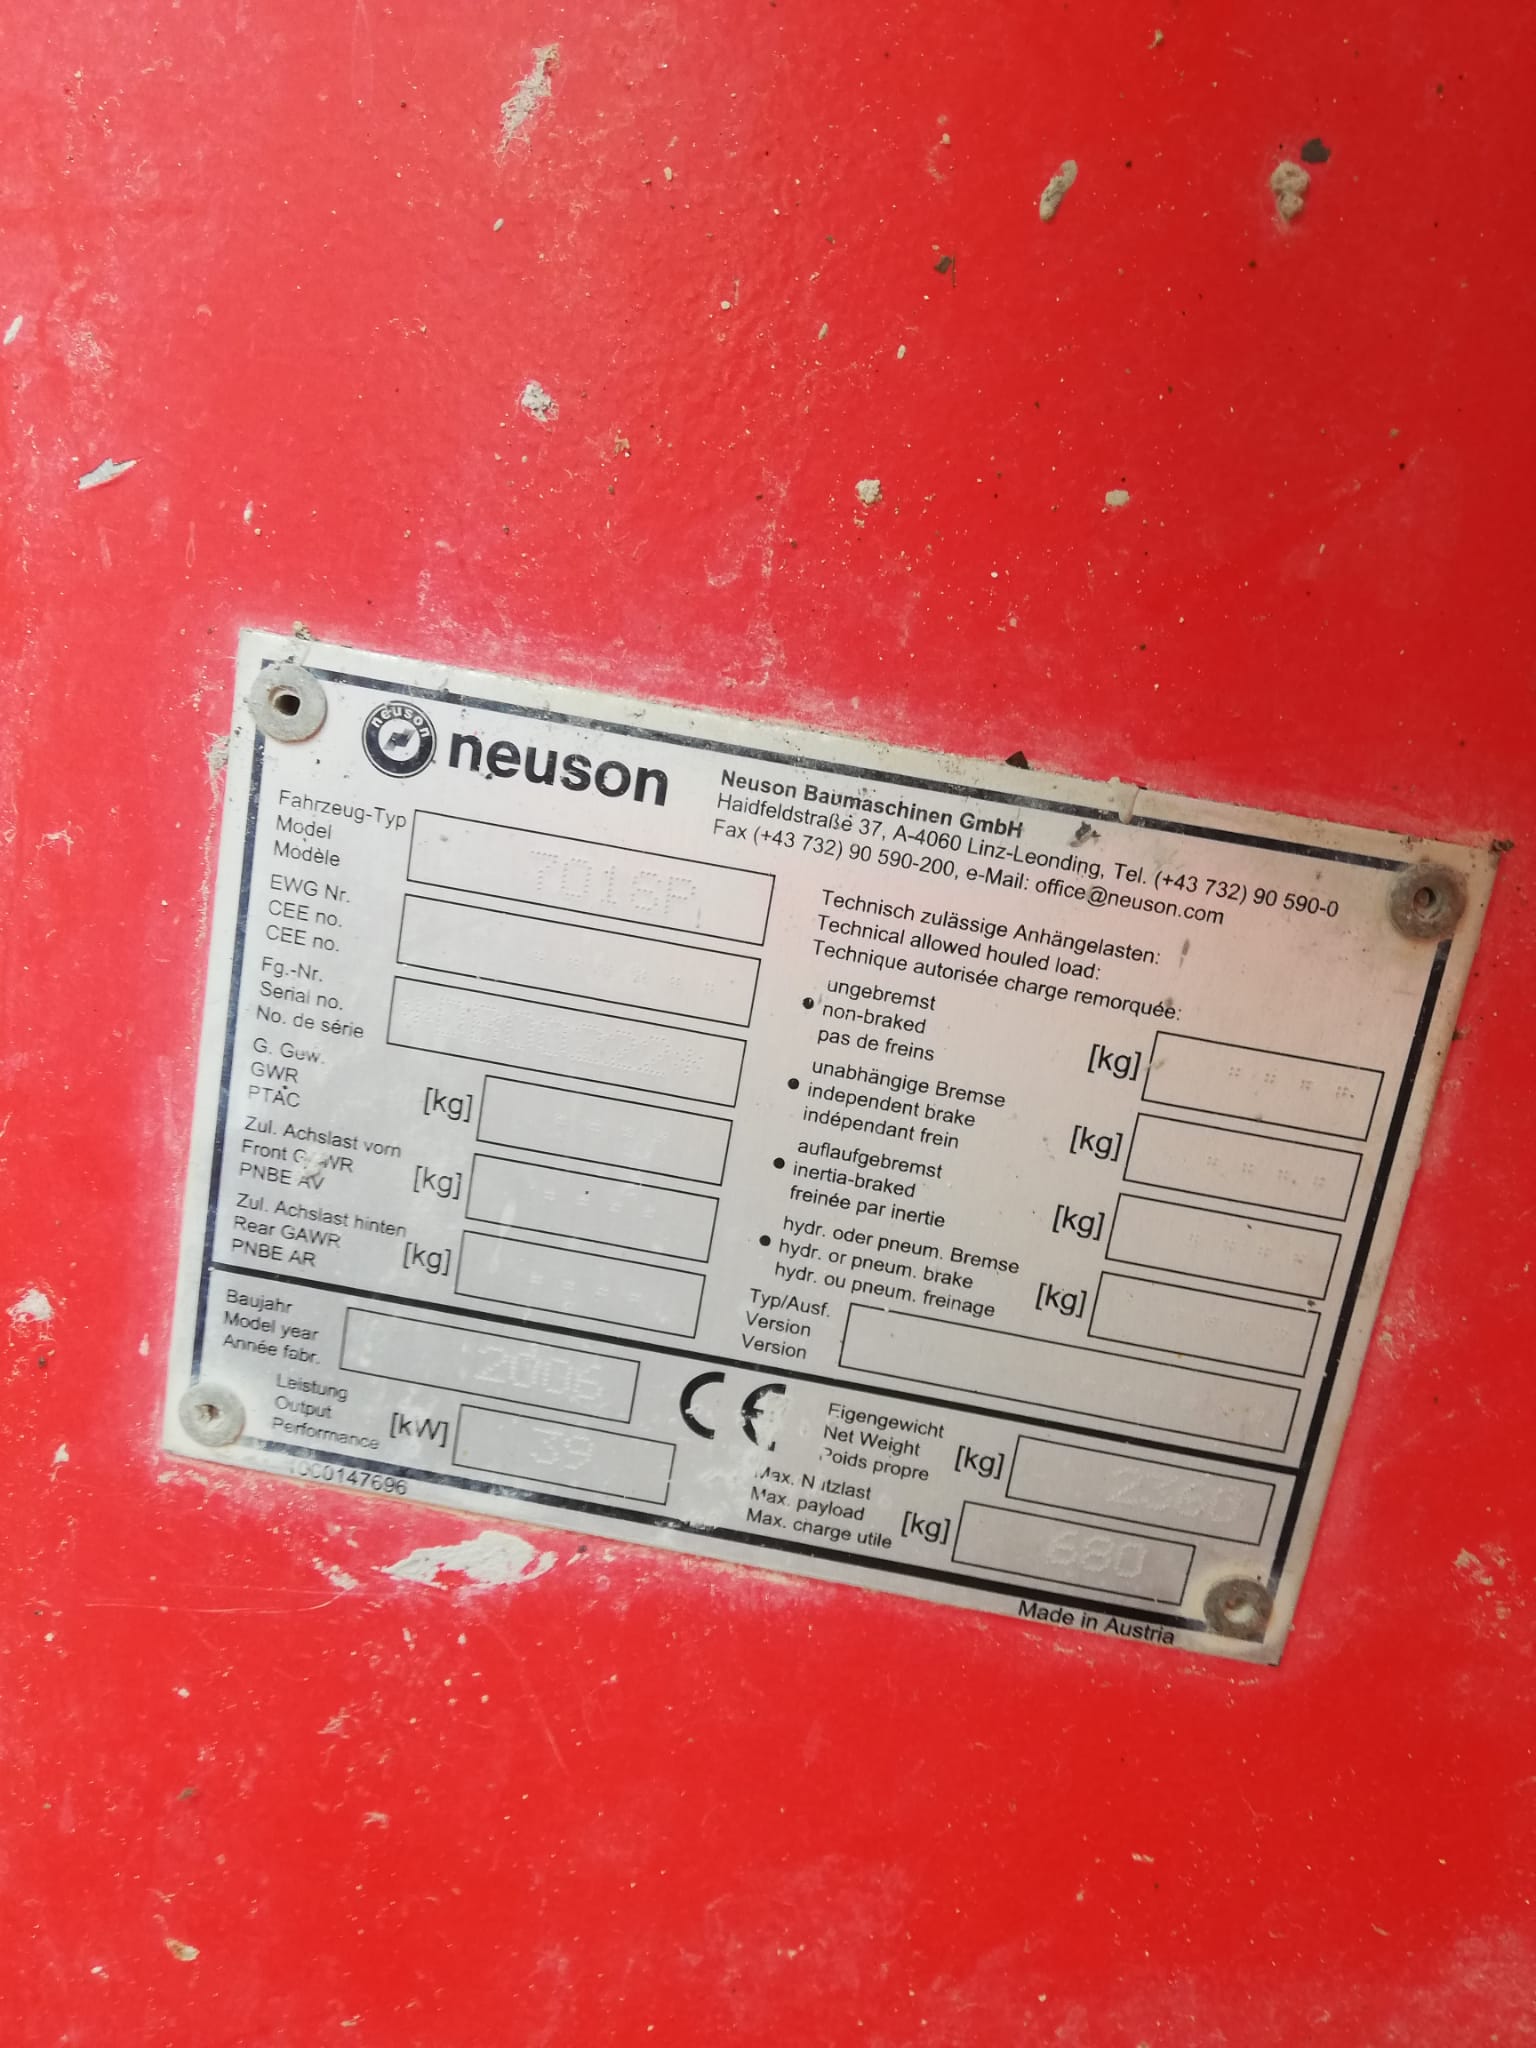 neuson
neuson
Neuson Baumaschinen GmbH
Haidfeldstraße 37, A-4060 Linz-Leonding, Tel. (+43 732) 90 590-0
Fax (+43 732) 90 590-200, e-Mail: office@neuson.com
Fahrzeug-Typ
Model
Modèle
EWG Nr.
CEE no.
CEE no.
Fg.-Nr.
Serial no.
No. de série
G. Gew.
GWR
PTAC
[kg]
Zul. Achslast vorn
Front GAWR
PNBE AV
[kg]
Zul. Achslast hinten
Rear GAWR
PNBE AR
[kg]
Technisch zulässige Anhängelasten:
Technical allowed houled load:
Technique autorisée charge remorquée:
• ungebremst
non-braked
pas de freins
[kg]
• unabhängige Bremse
independent brake
indépendant frein
[kg]
• auflaufgebremst
inertia-braked
freinée par inertie
[kg]
• hydr. oder pneum. Bremse
hydr. or pneum. brake
hydr. ou pneum. freinage
[kg]
Typ/Ausf.
Version
Version
Baujahr
Model year
Année fabr.
2006
Leistung
Output
Performance
[kW]
39
CE
Eigengewicht
Net Weight
Poids propre
[kg]
Max. Nutzlast
Max. payload
Max. charge utile
[kg]
680
1000147696
Made in Austria